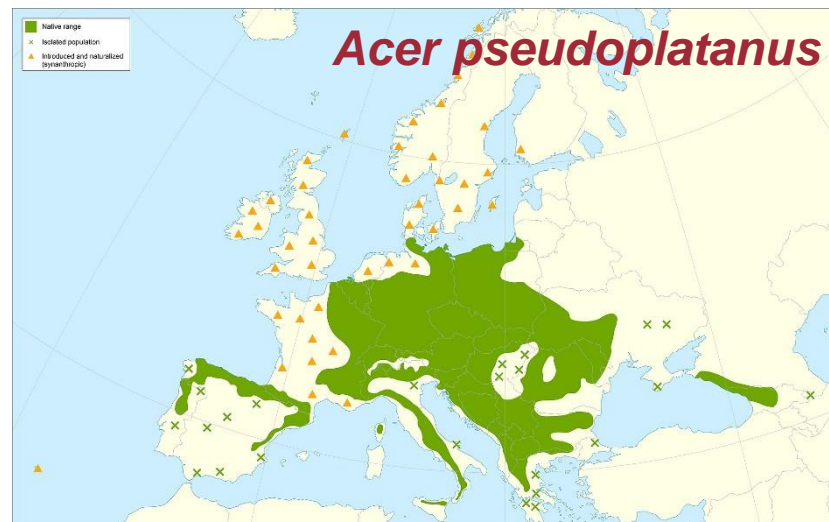 Acer pseudoplatanus
Native range
Isolated population
Introduced and naturalized
(synanthropic)